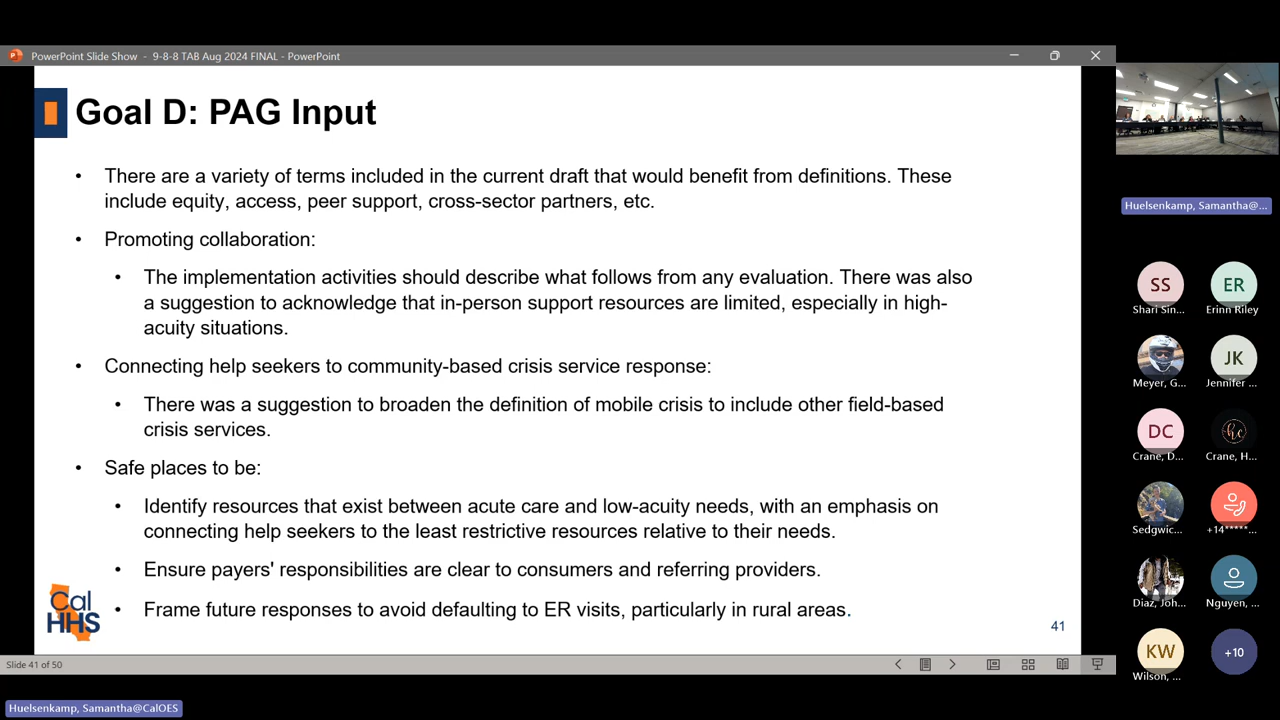 PowerPoint Slide Show - 9-8-8 TAB Aug 2024 FINAL - PowerPoint
Goal D: PAG Input
• There are a variety of terms included in the current draft that would benefit from definitions. These
include equity, access, peer support, cross-sector partners, etc.
• Promoting collaboration:
• The implementation activities should describe what follows from any evaluation. There was also
a suggestion to acknowledge that in-person support resources are limited, especially in high-
acuity situations.
• Connecting help seekers to community-based crisis service response:
• There was a suggestion to broaden the definition of mobile crisis to include other field-based
crisis services.
• Safe places to be:
• Identify resources that exist between acute care and low-acuity needs, with an emphasis on
connecting help seekers to the least restrictive resources relative to their needs.
• Ensure payers' responsibilities are clear to consumers and referring providers.
• Frame future responses to avoid defaulting to ER visits, particularly in rural areas.
Cal
HHS
41
Slide 41 of 50
Huelsenkamp, Samantha@CalOES
Huelsenkamp, Samantha@...
SS
ER
Shari Sin...
Erinn Riley
JK
Meyer, G...
Jennifer ...
DC
hc
Crane, D...
Crane, H...
Sedgwic...
+14*****...
Diaz, Joh...
Nguyen, ...
KW
+10
Wilson, ...